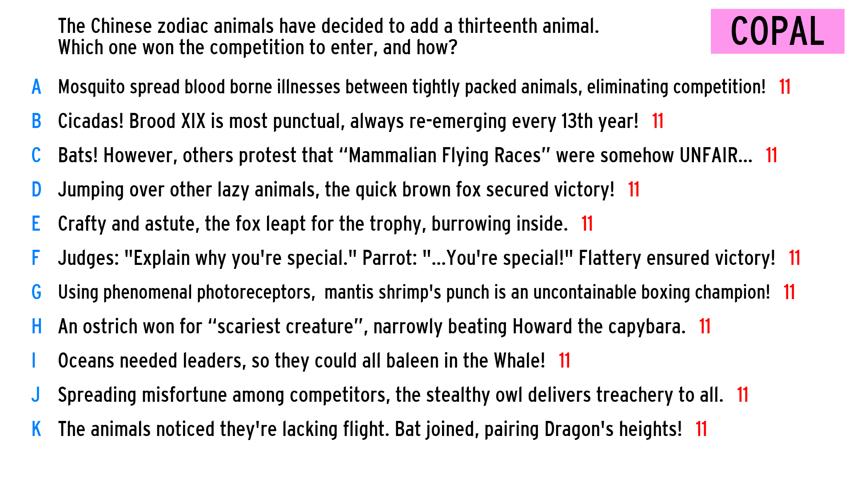 The Chinese zodiac animals have decided to add a thirteenth animal.
Which one won the competition to enter, and how?
COPAL
A Mosquito spread blood borne illnesses between tightly packed animals, eliminating competition! 11
B Cicadas! Brood XIX is most punctual, always re-emerging every 13th year! 11
C Bats! However, others protest that “Mammalian Flying Races” were somehow UNFAIR... 11
D Jumping over other lazy animals, the quick brown fox secured victory! 11
E Crafty and astute, the fox leapt for the trophy, burrowing inside. 11
F Judges: "Explain why you're special." Parrot: "...You're special!" Flattery ensured victory! 11
G Using phenomenal photoreceptors,  mantis shrimp's punch is an uncontainable boxing champion! 11
H An ostrich won for “scariest creature”, narrowly beating Howard the capybara. 11
I Oceans needed leaders, so they could all baleen in the Whale! 11
J Spreading misfortune among competitors, the stealthy owl delivers treachery to all. 11
K The animals noticed they're lacking flight. Bat joined, pairing Dragon's heights! 11